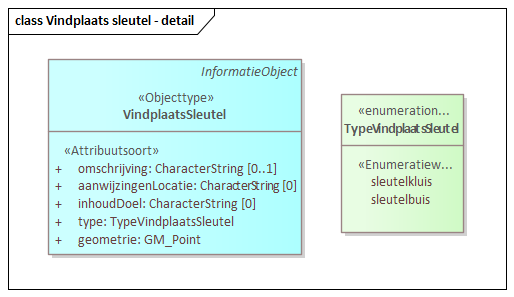 class Vindplaats sleutel - detail
InformatieObject
«Objecttype»
VindplaatsSleutel
«Attribuutsoort»
+ omschrijving: CharacterString [0..1]
+ aanwijzingenLocatie: CharacterString [0]
+ inhoudDoel: CharacterString [0]
+ type: TypeVindplaatsSleutel
+ geometrie: GM_Point
«enumeration...
TypeVindplaatsSleutel
«Enumeratiew...
sleutelkluis
sleutelbuis